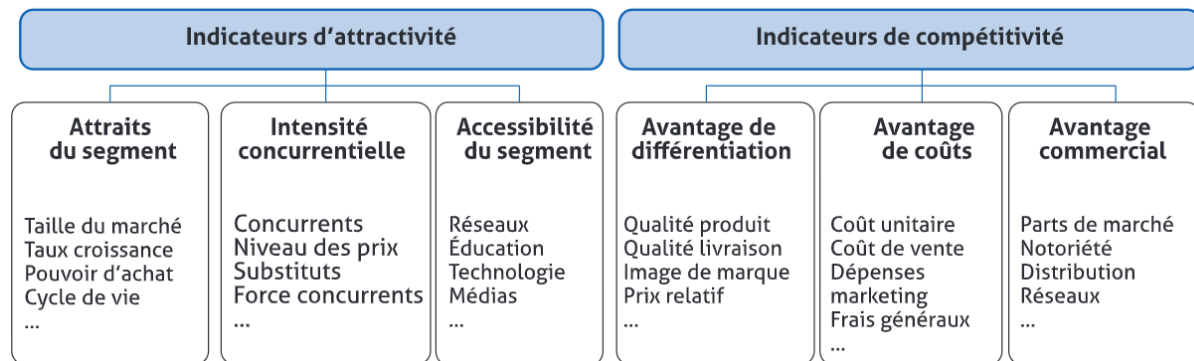 Indicateurs d’attractivité
Indicateurs de compétitivité
Attraits
du segment
Taille du marché
Taux croissance
Pouvoir d’achat
Cycle de vie
...
Intensité
concurrentielle
Concurrents
Niveau des prix
Substituts
Force concurrents
...
Accessibilité
du segment
Réseaux
Éducation
Technologie
Médias
...
Avantage de
différentiation
Qualité produit
Qualité livraison
Image de marque
Prix relatif
...
Avantage
de coûts
Coût unitaire
Coût de vente
Dépenses
marketing
Frais généraux
...
Avantage
commercial
Parts de marché
Notoriété
Distribution
Réseaux
...